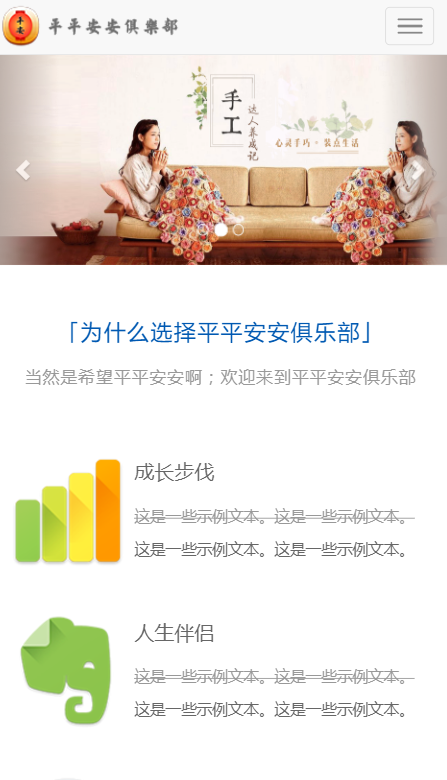 平安
平平安安俱樂部
手工
达人养成记
心灵手巧·装点生活
「为什么选择平平安安俱乐部」
当然是希望平平安安啊；欢迎来到平平安安俱乐部
成长步伐
这是一些示例文本。这是一些示例文本。
这是一些示例文本。这是一些示例文本。
人生伴侣
这是一些示例文本。这是一些示例文本。
这是一些示例文本。这是一些示例文本。